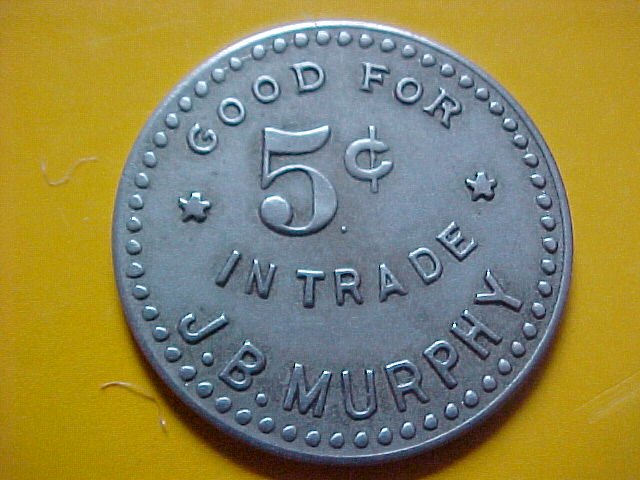 GOOD FOR
5¢
IN TRADE
J.B. MURPHY